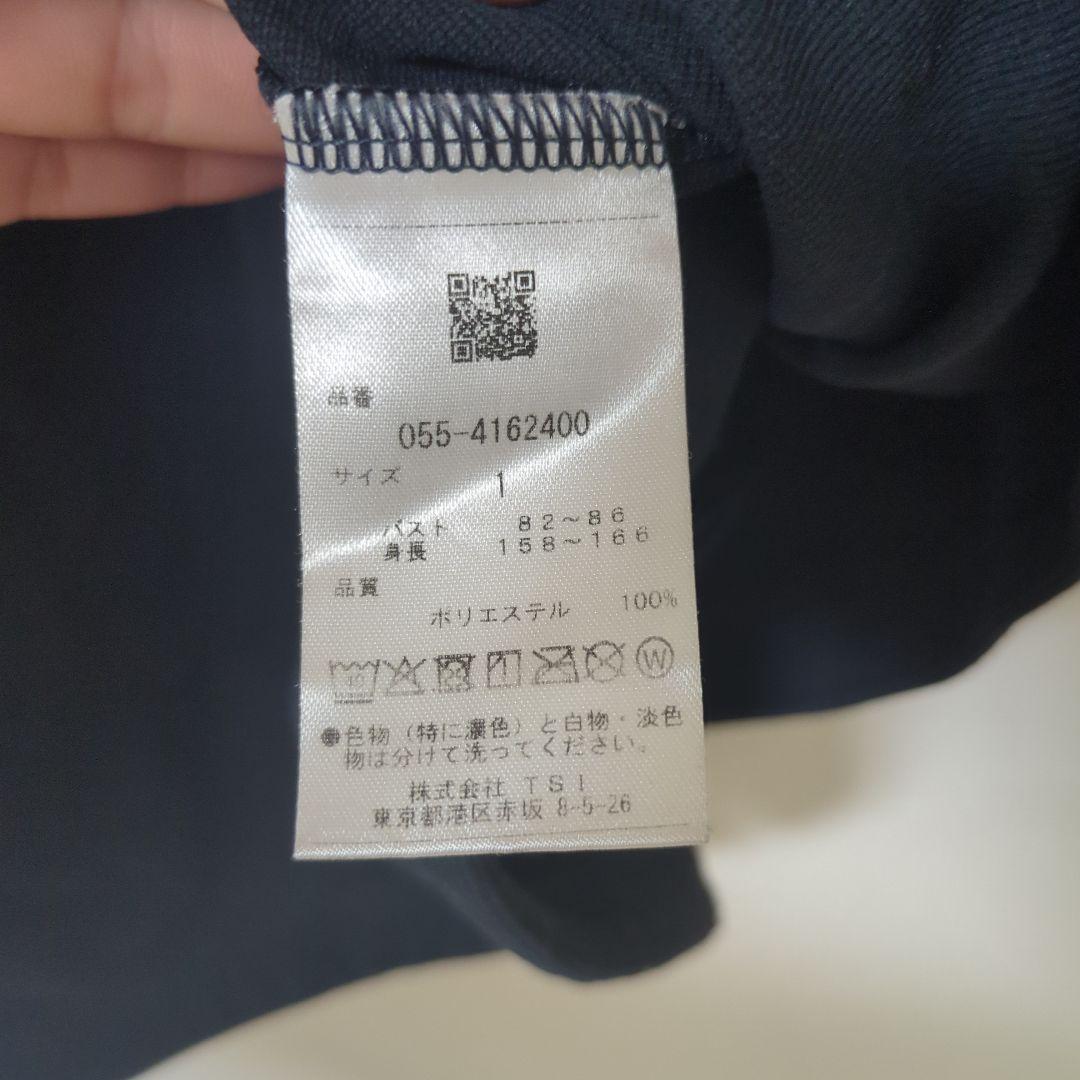 品番
055-4162400
サイズ 1
バスト 82〜86
身長 158〜166
品質
ポリエステル 100%
40
W
●色物(特に濃色)と白物・淡色
物は分けて洗ってください。
株式会社 TSI
東京都港区赤坂 8-5-26